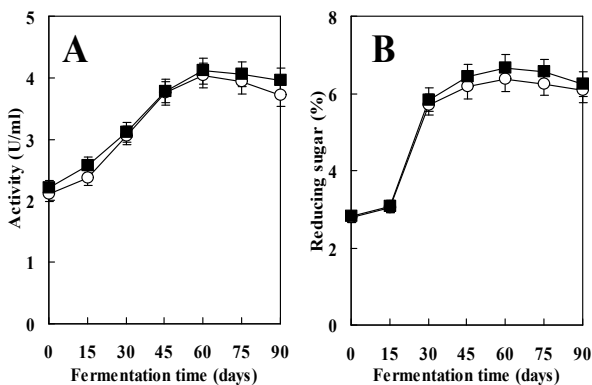 A
Activity (U/ml)
5
4
3
2
1
0
0 15 30 45 60 75 90
Fermentation time (days)
B
Reducing sugar (%)
8
6
4
2
0
0 15 30 45 60 75 90
Fermentation time (days)